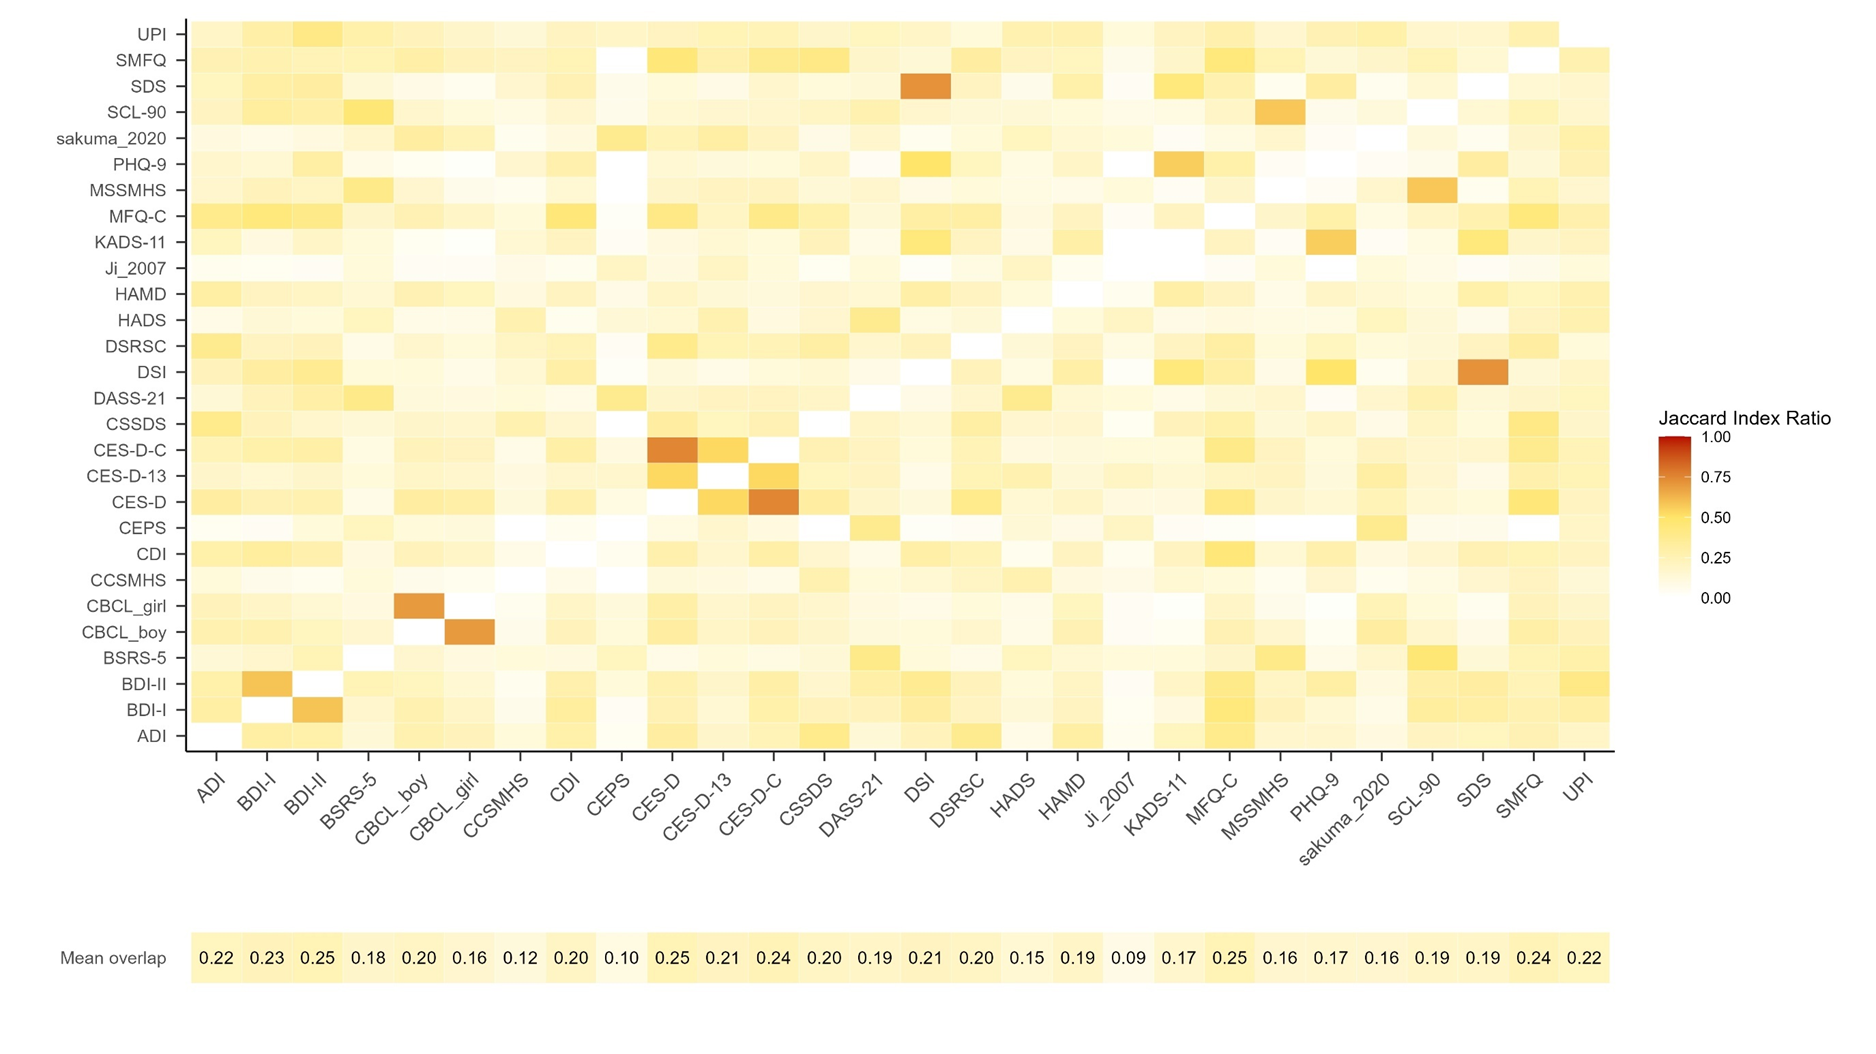 UPI
SMFQ
SDS
SCL-90
sakuma_2020
PHQ-9
MSSMHS
MFQ-C
KADS-11
Ji_2007
HAMD
HADS
DSRSC
DSI
DASS-21
CSSDS
CES-D-C
CES-D-13
CES-D
CEPS
CDI
CCSMHS
CBCL_girl
CBCL_boy
BSRS-5
BDI-II
BDI-I
ADI
ADI BDI-I BDI-II BSRS-5 CBCL_boy CBCL_girl CCSMHS CDI CEPS CES-D CES-D-13 CES-D-C CSSDS DASS-21 DSI DSRSC HADS HAMD Ji_2007 KADS-11 MFQ-C MSSMHS PHQ-9 sakuma_2020 SCL-90 SDS SMFQ UPI
Jaccard Index Ratio
1.00
0.75
0.50
0.25
0.00
Mean overlap 0.22 0.23 0.25 0.18 0.20 0.16 0.12 0.20 0.10 0.25 0.21 0.24 0.20 0.19 0.21 0.20 0.15 0.19 0.09 0.17 0.25 0.16 0.17 0.16 0.19 0.19 0.24 0.22